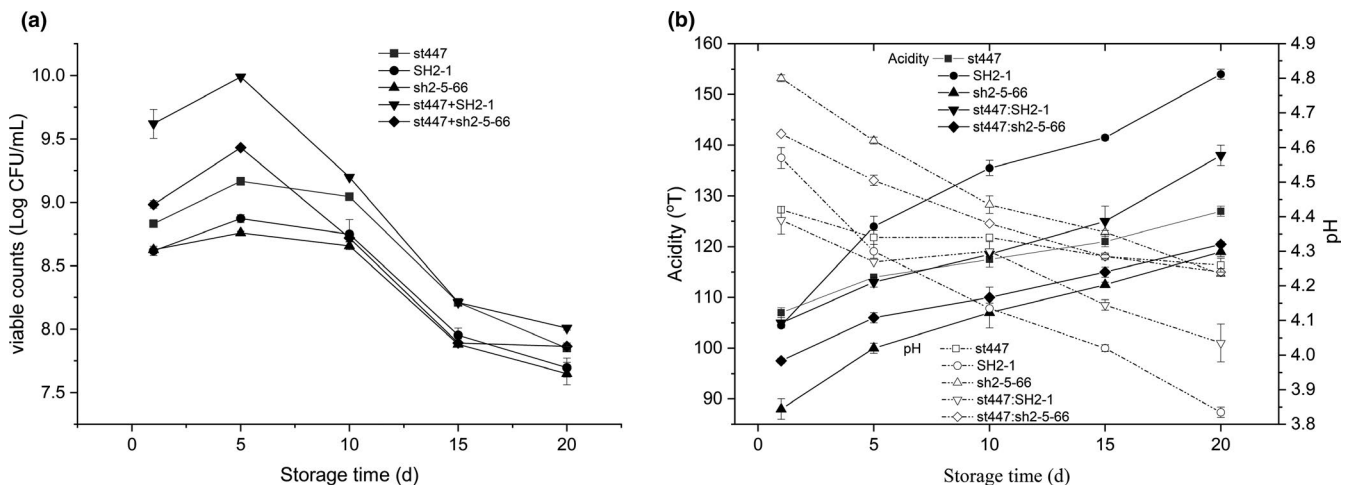 (a)
st447
SH2-1
sh2-5-66
st447+SH2-1
st447+sh2-5-66
10.0
9.5
9.0
8.5
8.0
7.5
viable counts (Log CFU/mL)
0 5 10 15 20
Storage time (d)
(b)
Acidity st447
SH2-1
sh2-5-66
st447:SH2-1
st447:sh2-5-66
160
150
140
130
120
110
100
90
Acidity (°T)
4.9
4.8
4.7
4.6
4.5
4.4
4.3
4.2
4.1
4.0
3.9
3.8
pH
pH st447
SH2-1
sh2-5-66
st447:SH2-1
st447:sh2-5-66
0 5 10 15 20
Storage time (d)